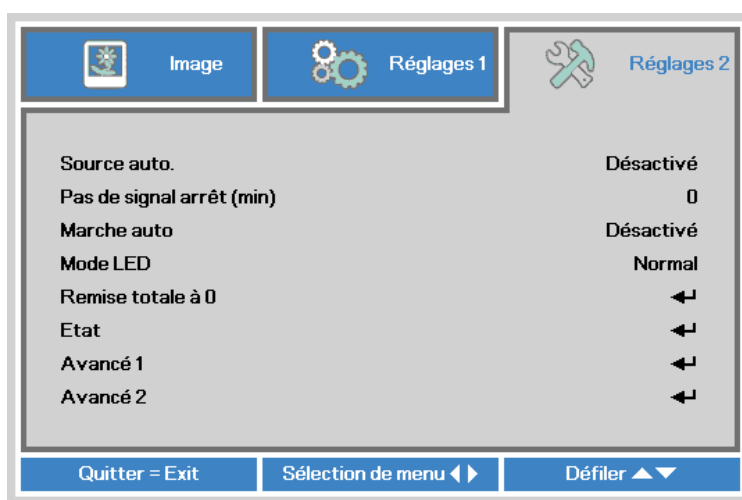 Image Réglages 1 Réglages 2
Source auto. Désactivé
Pas de signal arrêt (min) 0
Marche auto Désactivé
Mode LED Normal
Remise totale à 0
Etat
Avancé 1
Avancé 2
Quitter = Exit Sélection de menu ◀ ▶ Défiler ▲▼